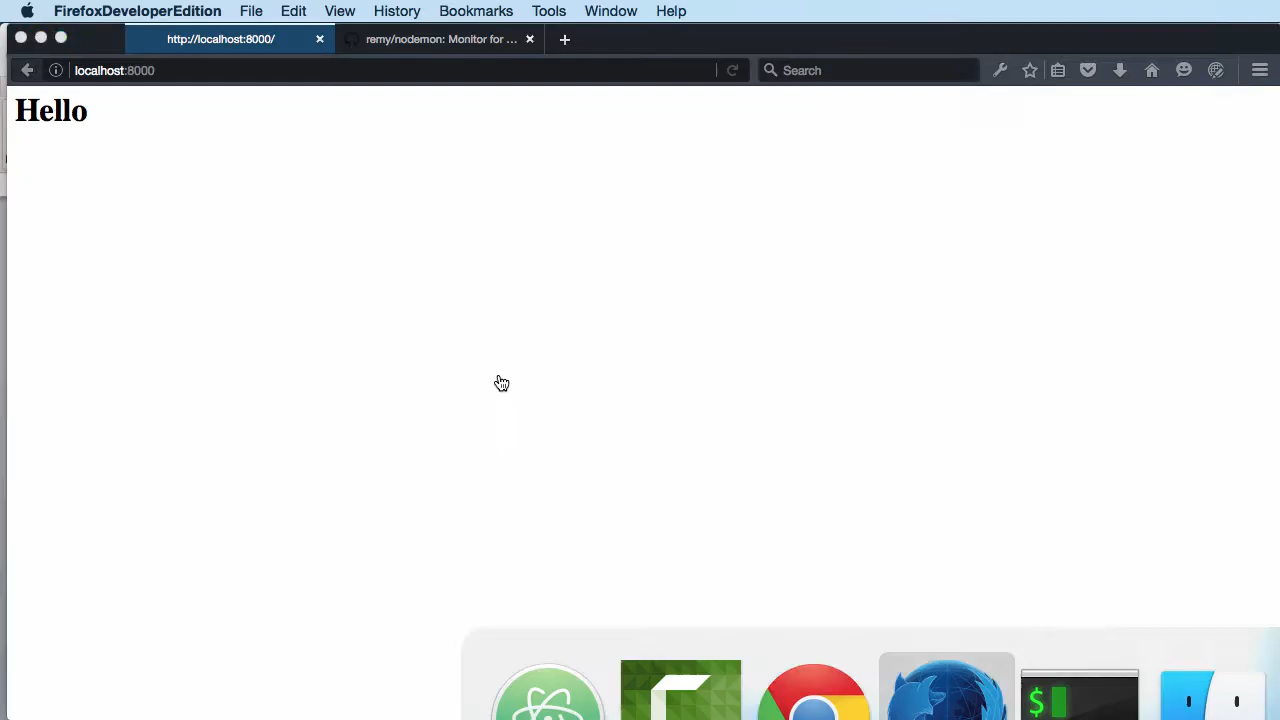 FirefoxDeveloperEdition File Edit View History Bookmarks Tools Window Help
http://localhost:8000/ remy/nodemon: Monitor for ...
localhost:8000 Search
Hello
$